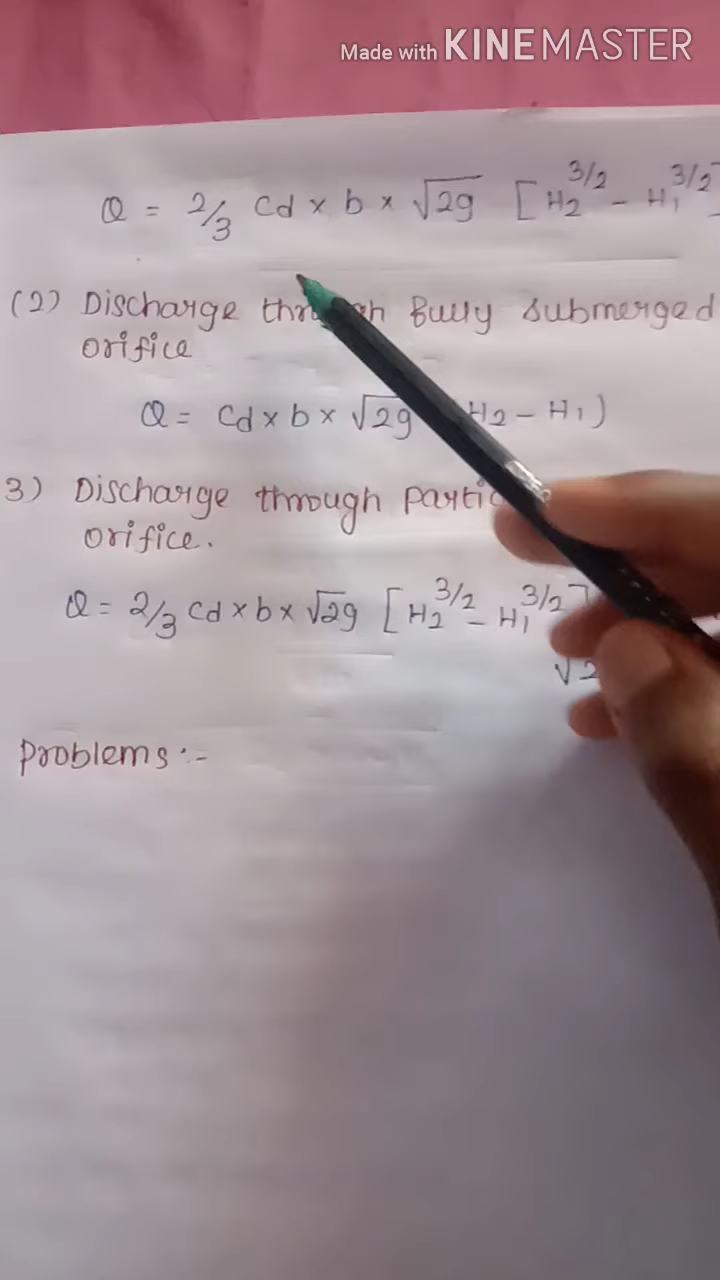 Made with KINEMASTER
Q = 2/3 Cd × b × √2g [H₂^3/2 - H₁^3/2]
(2) Discharge through Fully submerged
orifice
Q = Cd × b × √2g H₂ - H₁)
3) Discharge through
orifice.
Q = 2/3 Cd × b × √2g [H₂^3/2 - H₁^3/2]
Problems :-